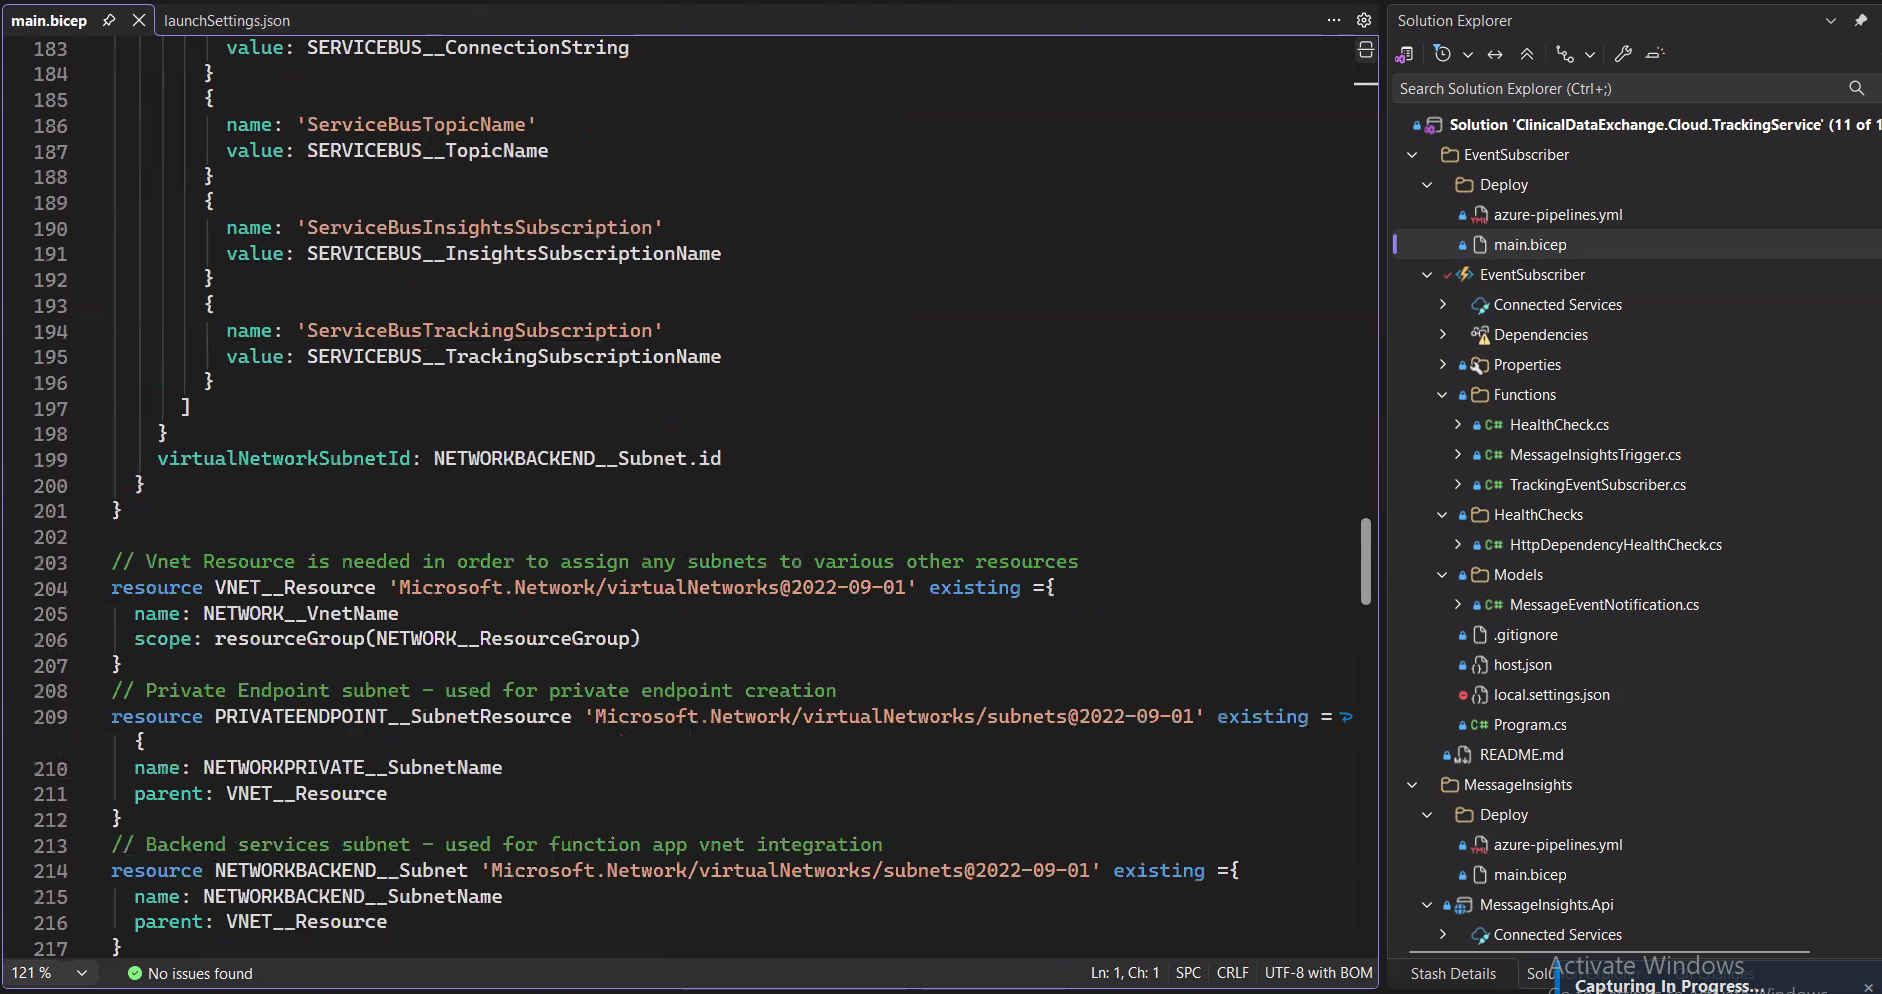 main.bicep
launchSettings.json
183 value: SERVICEBUS__ConnectionString
184 }
185 {
186 name: 'ServiceBusTopicName'
187 value: SERVICEBUS__TopicName
188 }
189 {
190 name: 'ServiceBusInsightsSubscription'
191 value: SERVICEBUS__InsightsSubscriptionName
192 }
193 {
194 name: 'ServiceBusTrackingSubscription'
195 value: SERVICEBUS__TrackingSubscriptionName
196 }
197 ]
198 }
199 virtualNetworkSubnetId: NETWORKBACKEND__Subnet.id
200 }
201 }
202
203 // Vnet Resource is needed in order to assign any subnets to various other resources
204 resource VNET__Resource 'Microsoft.Network/virtualNetworks@2022-09-01' existing ={
205 name: NETWORK__VnetName
206 scope: resourceGroup(NETWORK__ResourceGroup)
207 }
208 // Private Endpoint subnet - used for private endpoint creation
209 resource PRIVATEENDPOINT__SubnetResource 'Microsoft.Network/virtualNetworks/subnets@2022-09-01' existing =
{
210 name: NETWORKPRIVATE__SubnetName
211 parent: VNET__Resource
212 }
213 // Backend services subnet - used for function app vnet integration
214 resource NETWORKBACKEND__Subnet 'Microsoft.Network/virtualNetworks/subnets@2022-09-01' existing ={
215 name: NETWORKBACKEND__SubnetName
216 parent: VNET__Resource
217 }
121 %
No issues found
Ln: 1, Ch: 1
SPC
CRLF
UTF-8 with BOM
Solution Explorer
Search Solution Explorer (Ctrl+;)
Solution 'ClinicalDataExchange.Cloud.TrackingService' (11 of 1
EventSubscriber
Deploy
azure-pipelines.yml
main.bicep
EventSubscriber
Connected Services
Dependencies
Properties
Functions
C# HealthCheck.cs
C# MessageInsightsTrigger.cs
C# TrackingEventSubscriber.cs
HealthChecks
C# HttpDependencyHealthCheck.cs
Models
C# MessageEventNotification.cs
.gitignore
host.json
local.settings.json
C# Program.cs
README.md
MessageInsights
Deploy
azure-pipelines.yml
main.bicep
MessageInsights.Api
Connected Services
Stash Details
Activate Windows
Capturing In Progress...